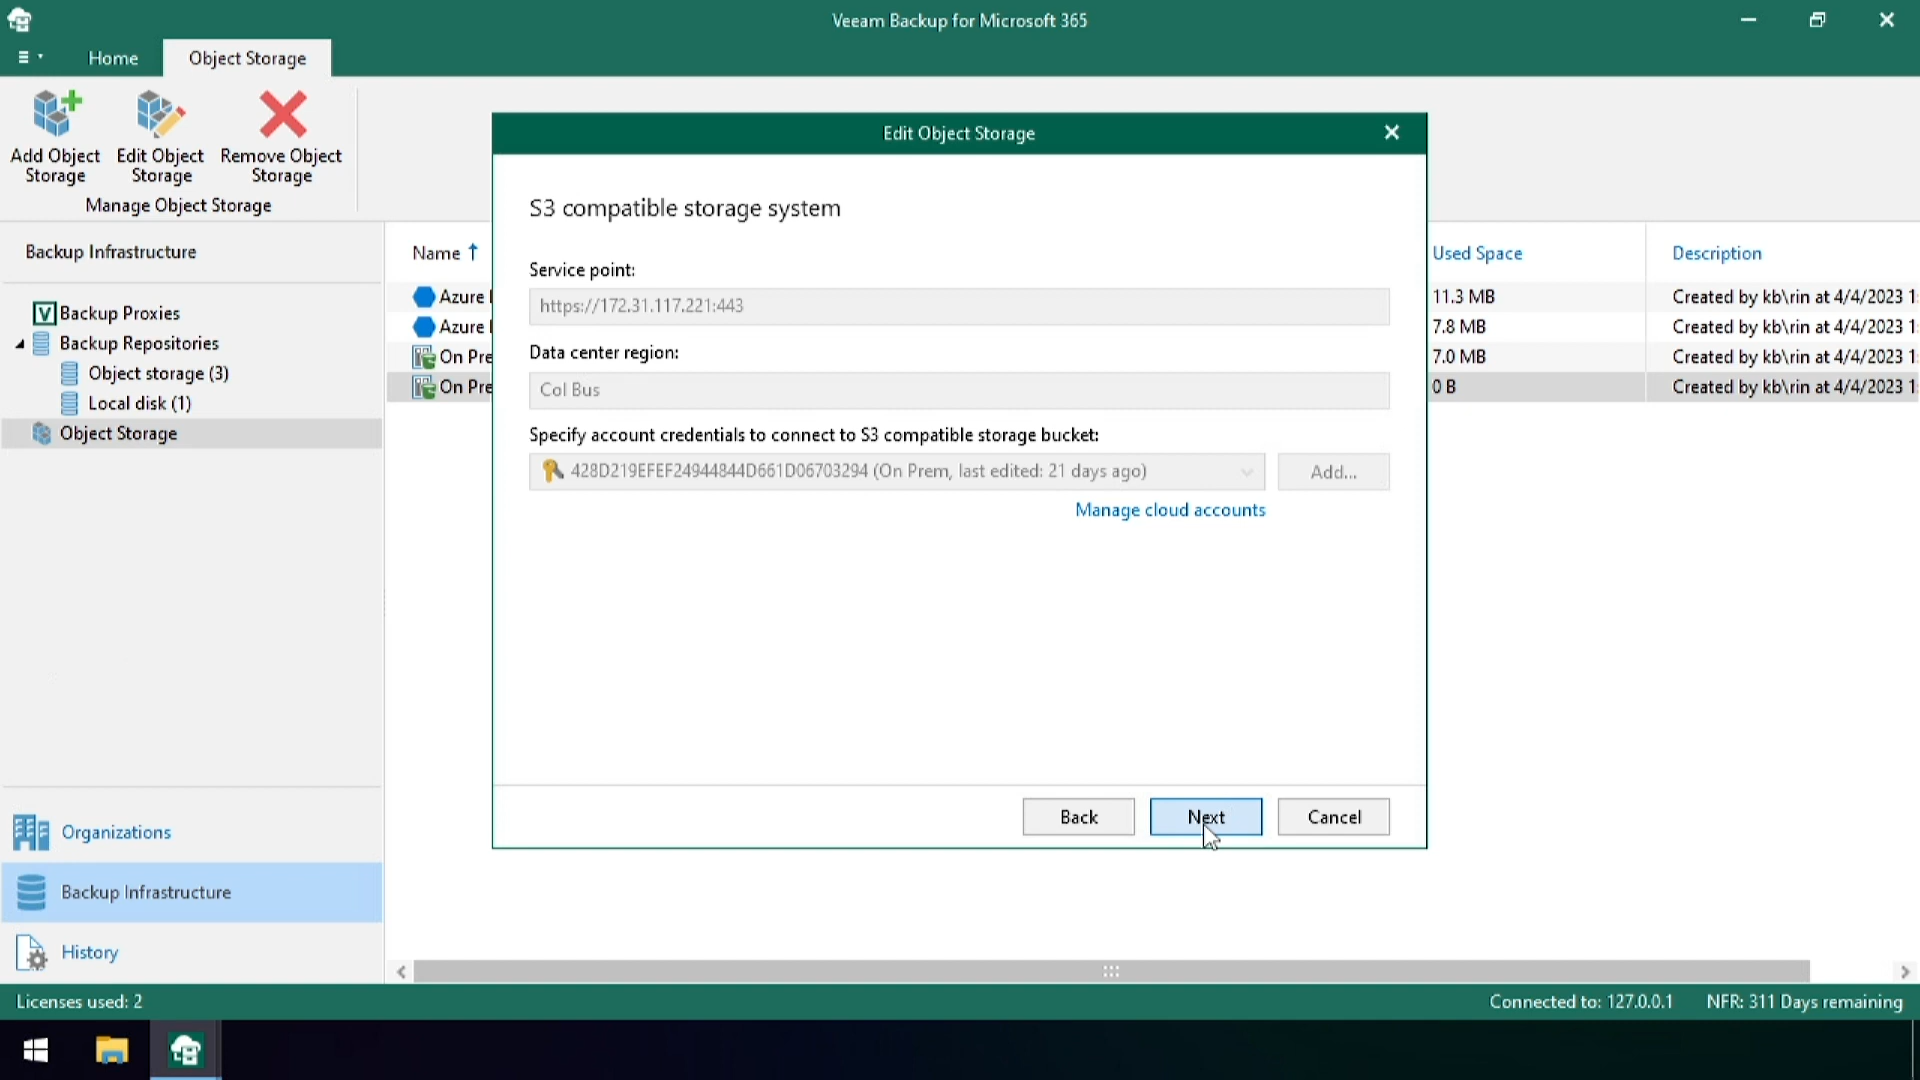 Veeam Backup for Microsoft 365
Home
Object Storage
Add Object
Storage
Edit Object
Storage
Remove Object
Storage
Manage Object Storage
Backup Infrastructure
Backup Proxies
Backup Repositories
Object storage (3)
Local disk (1)
Object Storage
Organizations
Backup Infrastructure
History
Name
Used Space
Description
Azure
11.3 MB
Created by kb\rin at 4/4/2023 1
Azure
7.8 MB
Created by kb\rin at 4/4/2023 1
On Pre
7.0 MB
Created by kb\rin at 4/4/2023 1
On Pre
0 B
Created by kb\rin at 4/4/2023 1
Edit Object Storage
S3 compatible storage system
Service point:
https://172.31.117.221:443
Data center region:
Col Bus
Specify account credentials to connect to S3 compatible storage bucket:
428D219EFEF24944844D661D06703294 (On Prem, last edited: 21 days ago)
Add...
Manage cloud accounts
Back
Next
Cancel
Licenses used: 2
Connected to: 127.0.0.1
NFR: 311 Days remaining